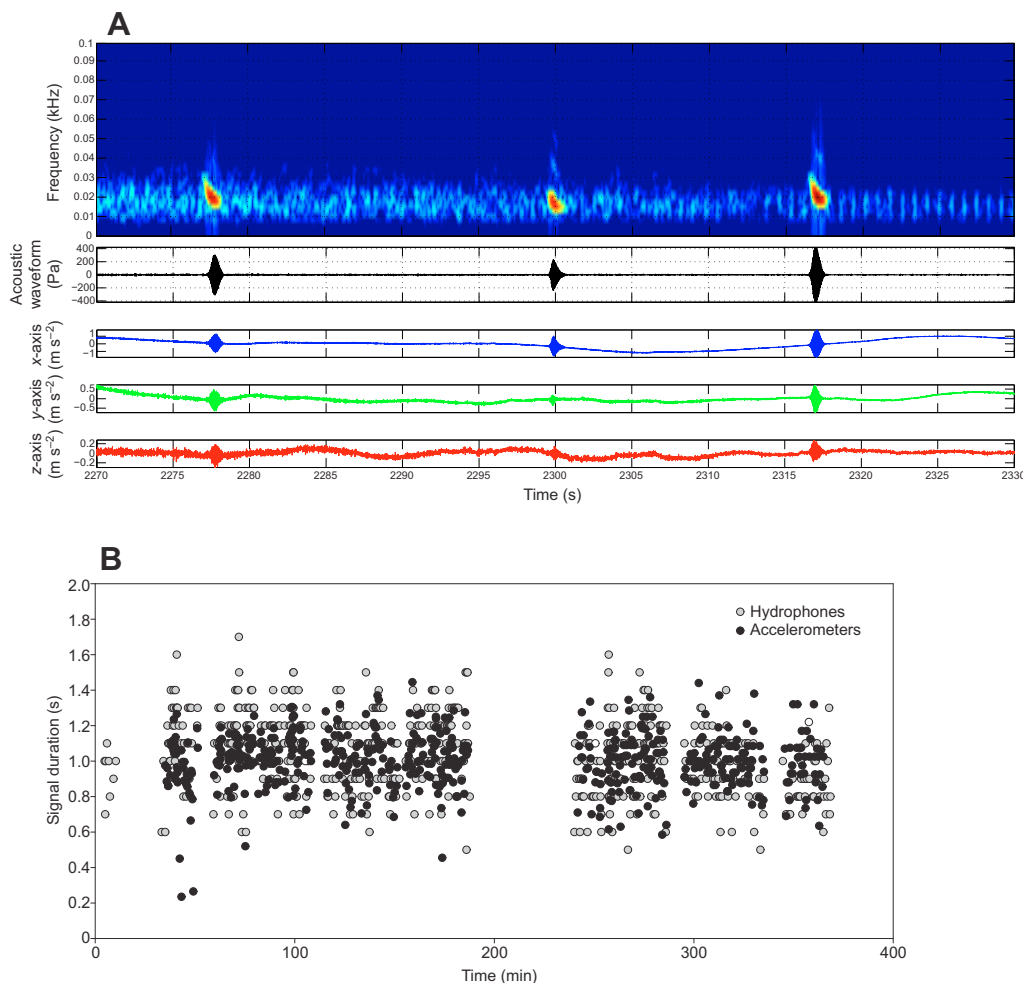 A
0.1
0.09
0.08
0.07
0.06
0.05
0.04
0.03
0.02
0.01
0
Frequency (kHz)
400
200
0
−200
−400
Acoustic
waveform
(Pa)
1
0
−1
x-axis
(m s−2)
0.5
0
−0.5
y-axis
(m s−2)
0.2
0
−0.2
z-axis
(m s−2)
2270 2275 2280 2285 2290 2295 2300 2305 2310 2315 2320 2325 2330
Time (s)
B
2.0
1.8
1.6
1.4
1.2
1.0
0.8
0.6
0.4
0.2
0
Signal duration (s)
Hydrophones
Accelerometers
0 100 200 300 400
Time (min)